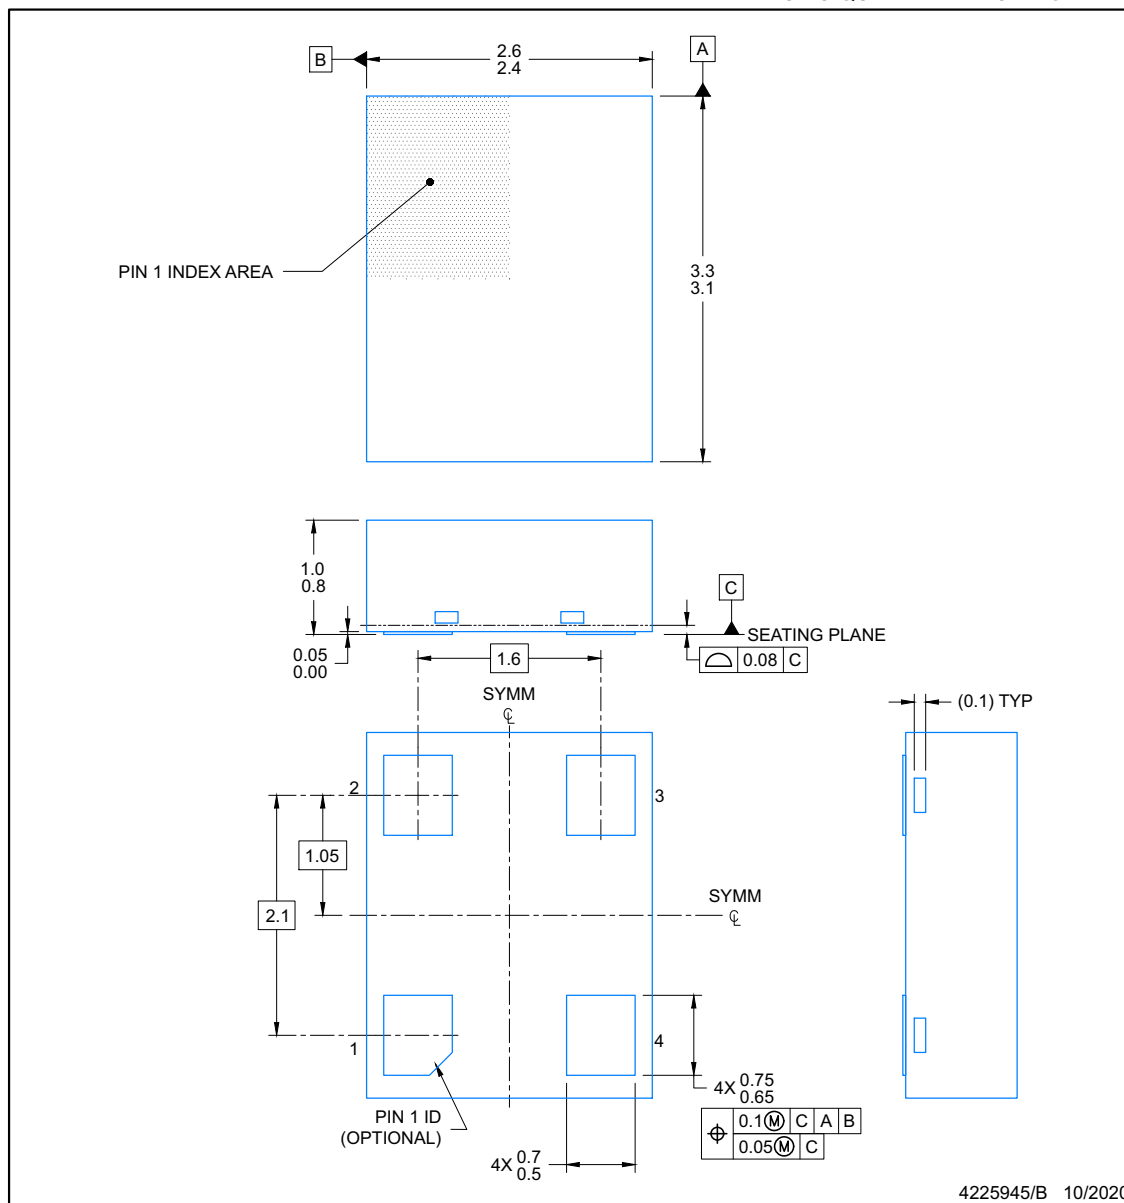 B
2.6
2.4
A
PIN 1 INDEX AREA
3.3
3.1
1.0
0.8
C
SEATING PLANE
0.05
0.00
1.6
0.08 C
SYMM
℄
(0.1) TYP
2
3
1.05
2.1
SYMM
℄
1
4
4X 0.75
0.65
PIN 1 ID
(OPTIONAL)
0.1 Ⓜ C A B
0.05 Ⓜ C
4X 0.7
0.5
4225945/B 10/2020